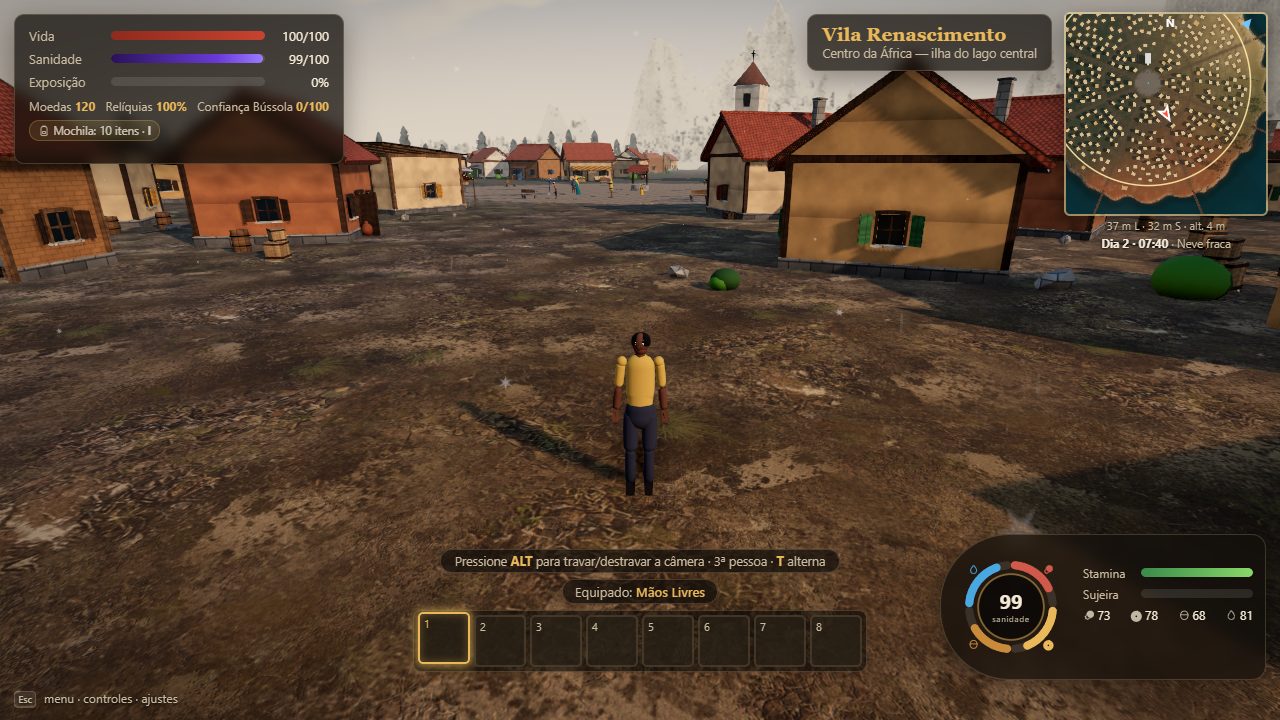 Vida 100/100
Sanidade 99/100
Exposição 0%
Moedas 120 Relíquias 100% Confiança Bússola 0/100
Mochila: 10 itens · I
Vila Renascimento
Centro da África — ilha do lago central
N
37 m L · 32 m S · alt. 4 m
Dia 2 · 07:40 · Neve fraca
Pressione ALT para travar/destravar a câmera · 3ª pessoa · T alterna
Equipado: Mãos Livres
1 2 3 4 5 6 7 8
99
sanidade
Stamina
Sujeira
73 78 68 81
Esc menu · controles · ajustes